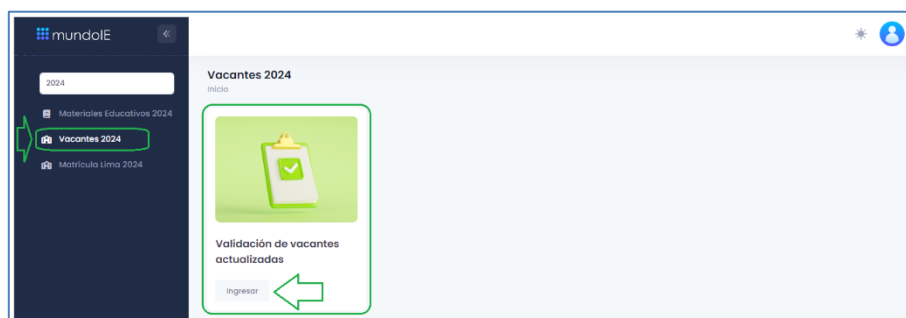 mundoIE
2024
Materiales Educativos 2024
Vacantes 2024
Matrícula Lima 2024
Vacantes 2024
Inicio
Validación de vacantes
actualizadas
Ingresar